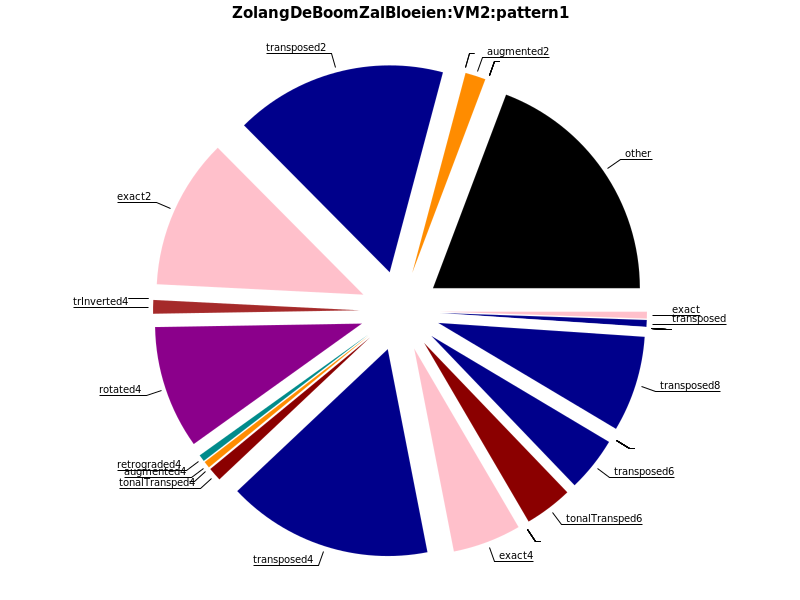 ZolangDeBoomZalBloeien:VM2:pattern1
transposed2
augmented2
other
exact2
trInverted4
exact
transposed
rotated4
transposed8
retrograded4
augmented4
tonalTransped4
transposed6
tonalTransped6
transposed4
exact4